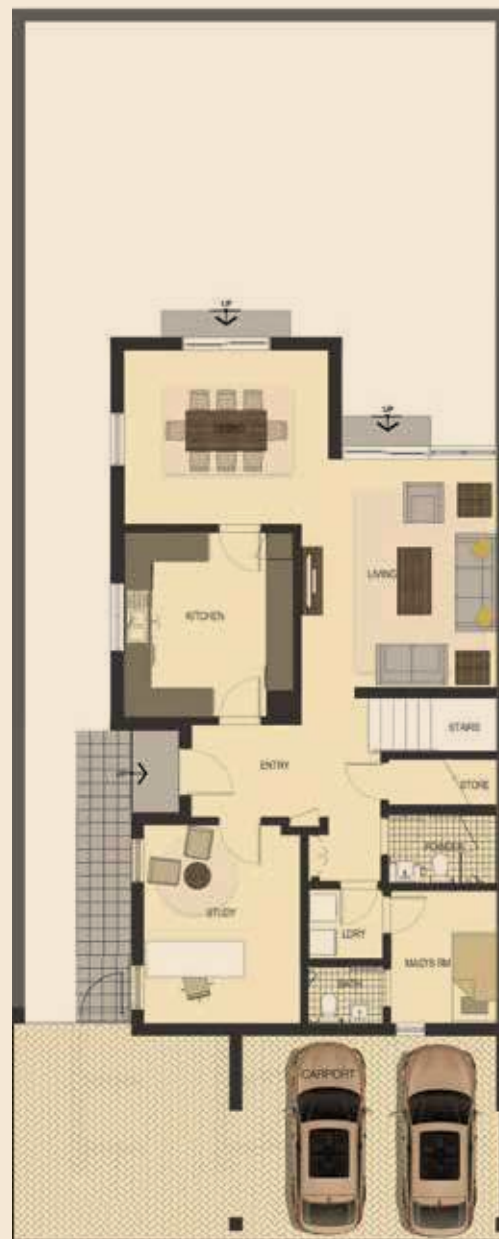 UP
UP
LIVING
KITCHEN
STAIRS
ENTRY
STORE
POWDER
STUDY
LDRY
MAID'S RM
BATH
CARPORT